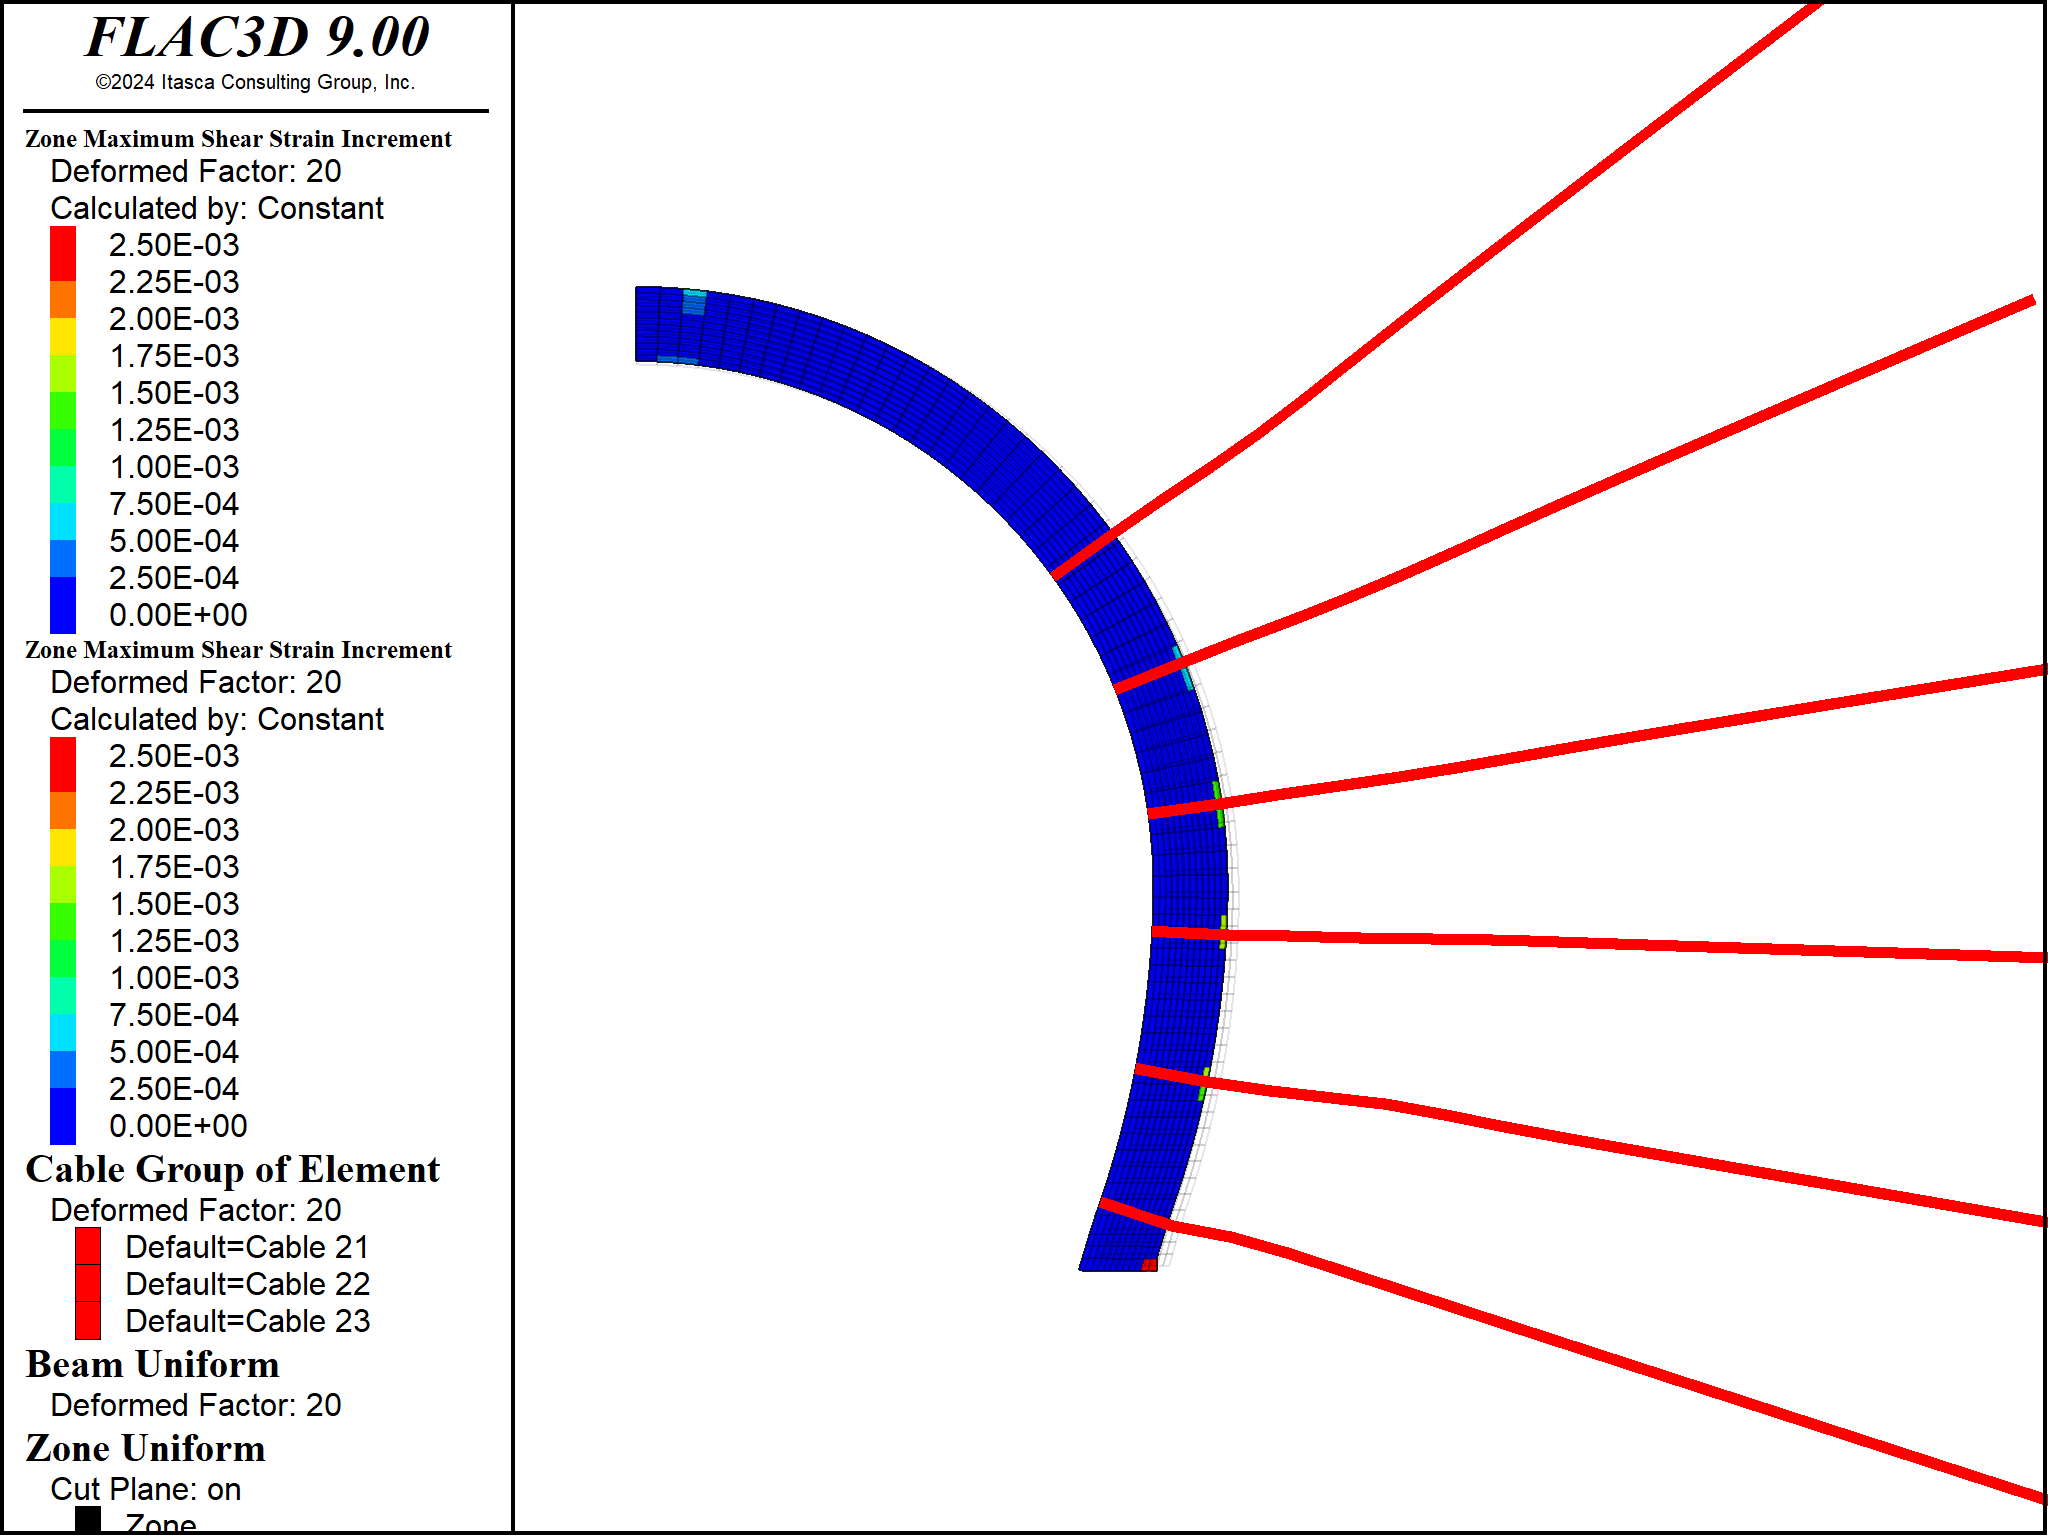 FLAC3D 9.00
©2024 Itasca Consulting Group, Inc.
Zone Maximum Shear Strain Increment
Deformed Factor: 20
Calculated by: Constant
2.50E-03
2.25E-03
2.00E-03
1.75E-03
1.50E-03
1.25E-03
1.00E-03
7.50E-04
5.00E-04
2.50E-04
0.00E+00
Zone Maximum Shear Strain Increment
Deformed Factor: 20
Calculated by: Constant
2.50E-03
2.25E-03
2.00E-03
1.75E-03
1.50E-03
1.25E-03
1.00E-03
7.50E-04
5.00E-04
2.50E-04
0.00E+00
Cable Group of Element
Deformed Factor: 20
Default=Cable 21
Default=Cable 22
Default=Cable 23
Beam Uniform
Deformed Factor: 20
Zone Uniform
Cut Plane: on
Zone